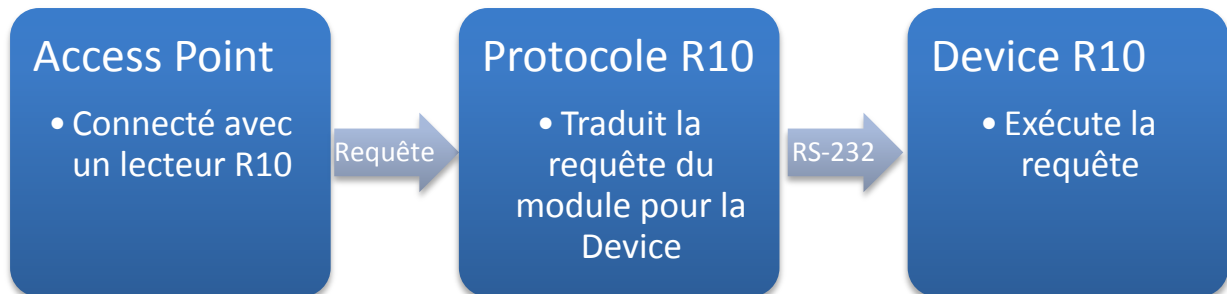 Access Point
• Connecté avec
un lecteur R10
Requête
Protocole R10
• Traduit la
requête du
module pour la
Device
RS-232
Device R10
• Exécute la
requête